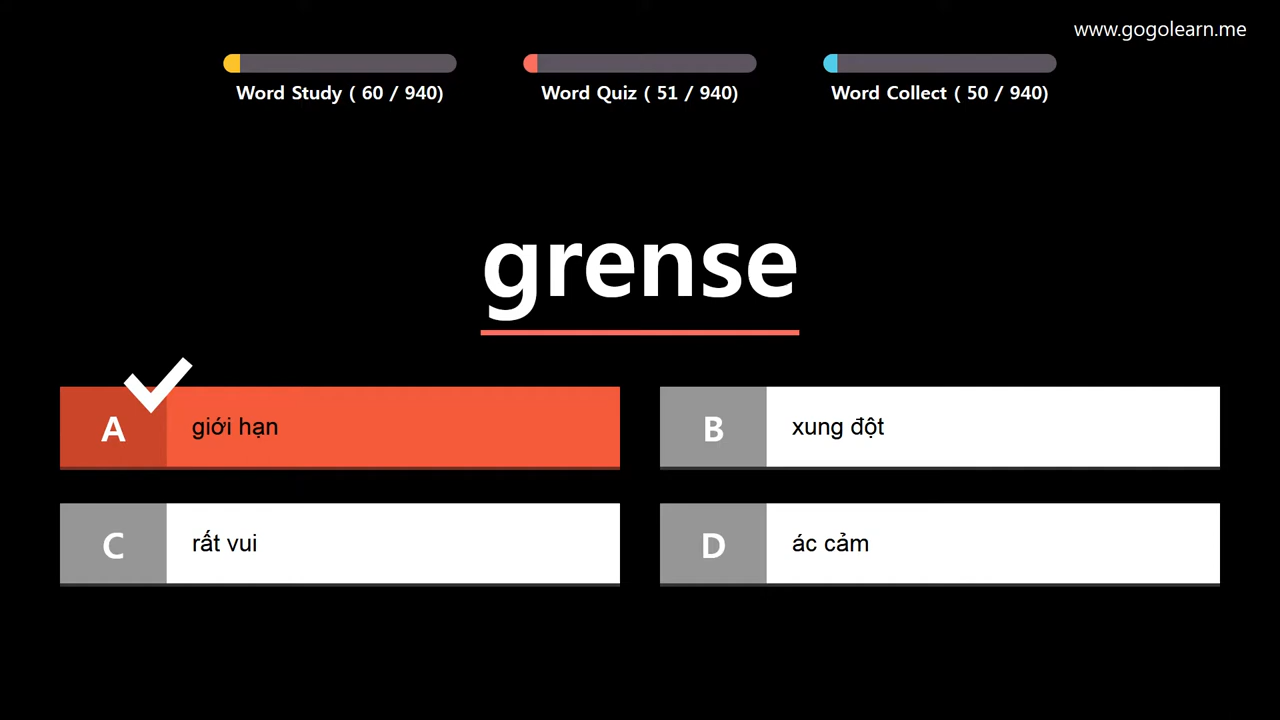 www.gogolearn.me
Word Study ( 60 / 940)
Word Quiz ( 51 / 940)
Word Collect ( 50 / 940)
grense
A giới hạn
B xung đột
C rất vui
D ác cảm